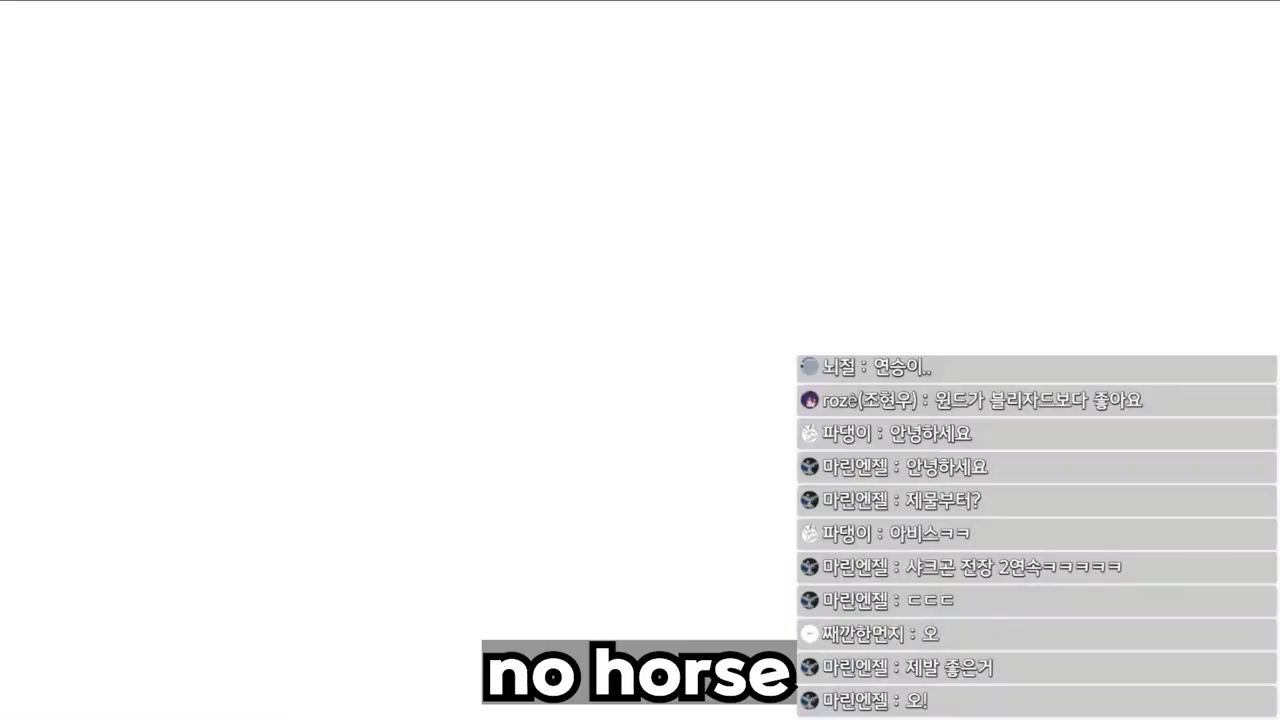 뇌절 : 연승이..
roze(조현우) : 윈드가 블리자드보다 좋아요
파댕이 : 안녕하세요
마린엔젤 : 안녕하세요
마린엔젤 : 제물부터?
파댕이 : 아비스ㅋㅋ
마린엔젤 : 샤크곤 전장 2연속ㅋㅋㅋㅋㅋ
마린엔젤 : ㄷㄷㄷ
째깐한먼지 : 오
마린엔젤 : 제발 좋은거
마린엔젤 : 오!
no horse